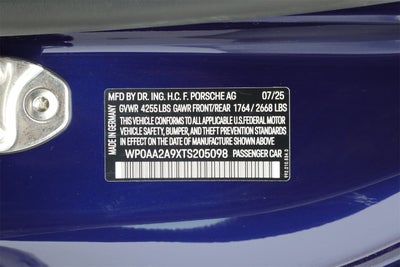 MFD BY DR. ING. H.C. F. PORSCHE AG 07/25
GVWR 4255 LBS GAWR FRONT/REAR 1764 / 2668 LBS
THIS VEHICLE CONFORMS TO ALL APPLICABLE U.S. FEDERAL MOTOR
VEHICLE SAFETY, BUMPER, AND THEFT PREVENTION STANDARDS
IN EFFECT ON THE DATE OF MANUFACTURE SHOWN ABOVE.
WP0AA2A9XTS205098 PASSENGER CAR
MADE IN GERMANY